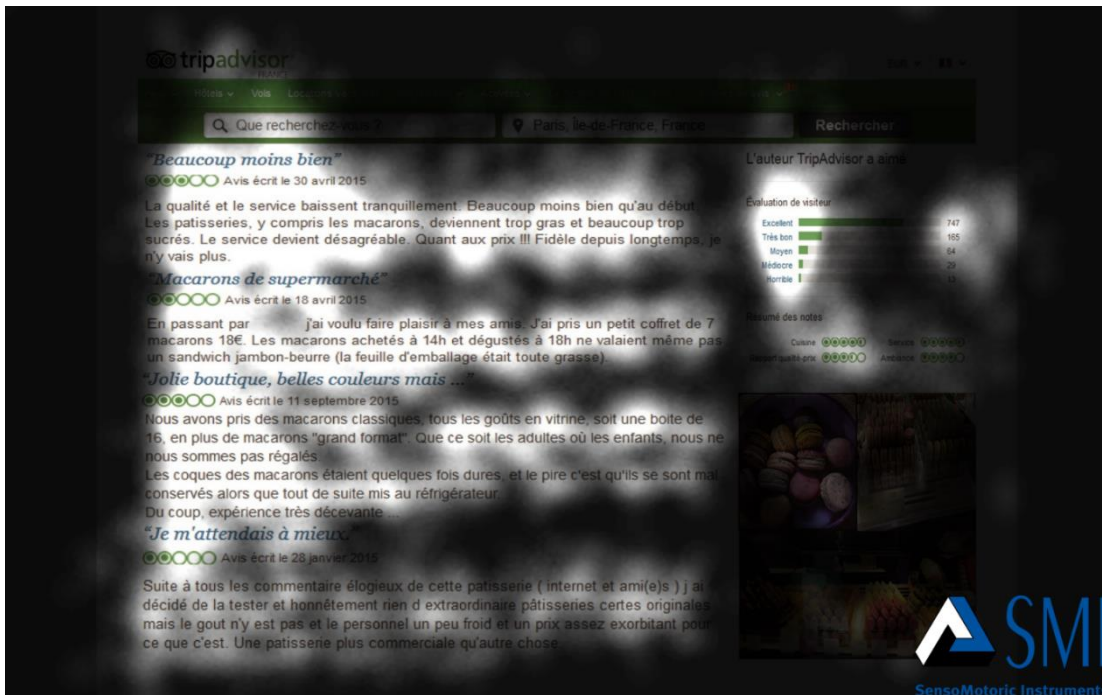 tripadvisor
FRANCE
Hôtels Vols Locations
Que recherchez-vous ? Paris, Île-de-France, France Rechercher
"Beaucoup moins bien"
Avis écrit le 30 avril 2015
La qualité et le service baissent tranquillement. Beaucoup moins bien qu'au début.
Les patisseries, y compris les macarons, deviennent trop gras et beaucoup trop
sucrés. Le service devient désagréable. Quant aux prix !!! Fidèle depuis longtemps, je
n'y vais plus.
"Macarons de supermarché"
Avis écrit le 18 avril 2015
En passant par j'ai voulu faire plaisir à mes amis. J'ai pris un petit coffret de 7
macarons 18€. Les macarons achetés à 14h et dégustés à 18h ne valaient même pas
un sandwich jambon-beurre (la feuille d'emballage était toute grasse).
"Jolie boutique, belles couleurs mais ..."
Avis écrit le 11 septembre 2015
Nous avons pris des macarons classiques, tous les goûts en vitrine, soit une boite de
16, en plus de macarons "grand format". Que ce soit les adultes où les enfants, nous ne
nous sommes pas régalés.
Les coques des macarons étaient quelques fois dures, et le pire c'est qu'ils se sont mal
conservés alors que tout de suite mis au réfrigérateur.
Du coup, expérience très décevante ...
"Je m'attendais à mieux."
Avis écrit le 28 janvier 2015
Suite à tous les commentaire élogieux de cette patisserie ( internet et ami(e)s ) j ai
décidé de la tester et honnêtement rien d extraordinaire pâtisseries certes originales
mais le gout n'y est pas et le personnel un peu froid et un prix assez exorbitant pour
ce que c'est. Une patisserie plus commerciale qu'autre chose.
L'auteur TripAdvisor a aimé
Évaluation de visiteur
Excellent 747
Très bon 165
Moyen 64
Médiocre 29
Horrible
Résumé des notes
Cuisine Service
Rapport qualité-prix Ambiance
SMI
SensoMotoric Instruments